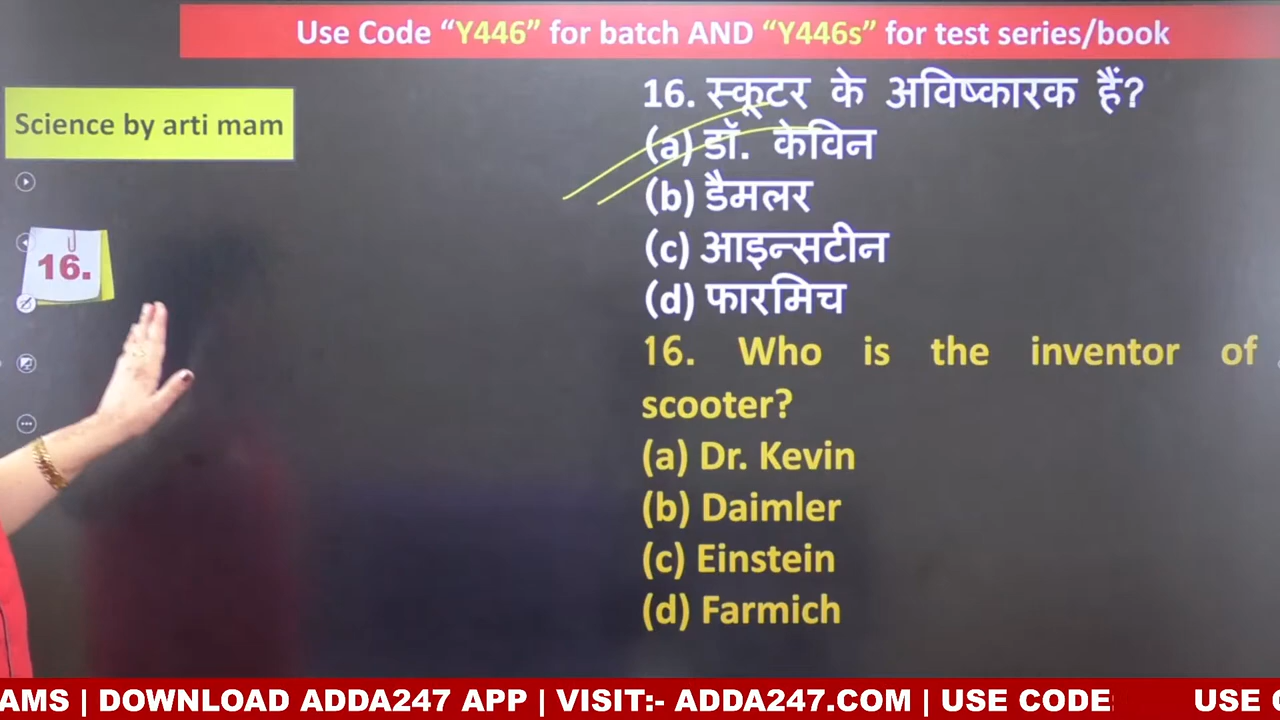 Use Code “Y446” for batch AND “Y446s” for test series/book
Science by arti mam
16.
16. स्कूटर के अविष्कारक हैं?
(a) डॉ. केविन
(b) डैमलर
(c) आइन्सटीन
(d) फारमिच
16. Who is the inventor of
scooter?
(a) Dr. Kevin
(b) Daimler
(c) Einstein
(d) Farmich
AMS | DOWNLOAD ADDA247 APP | VISIT:- ADDA247.COM | USE CODE: USE